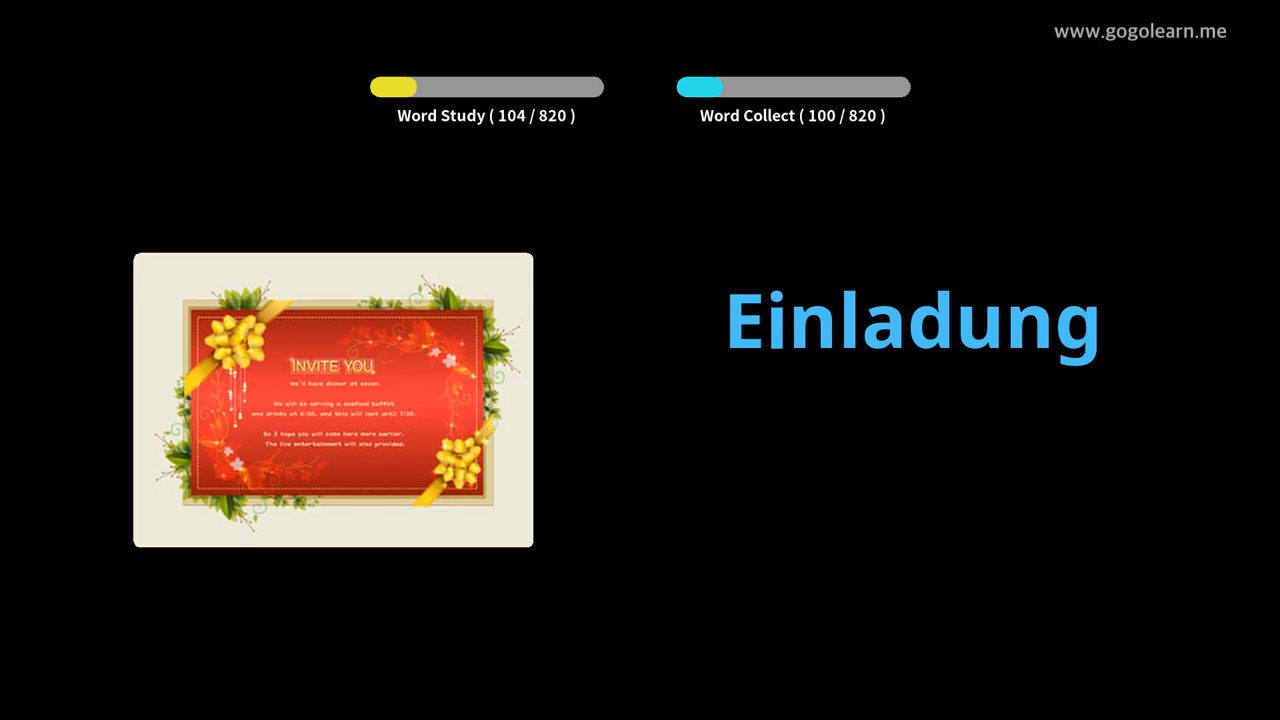 www.gogolearn.me
Word Study ( 104 / 820 )
Word Collect ( 100 / 820 )
INVITE YOU
We'll have dinner at seven.
We will be serving a seafood buffet
and drinks at 6:30, and this will last until 7:30.
So I hope you will come here more earlier.
The live entertainment will also provided.
Einladung